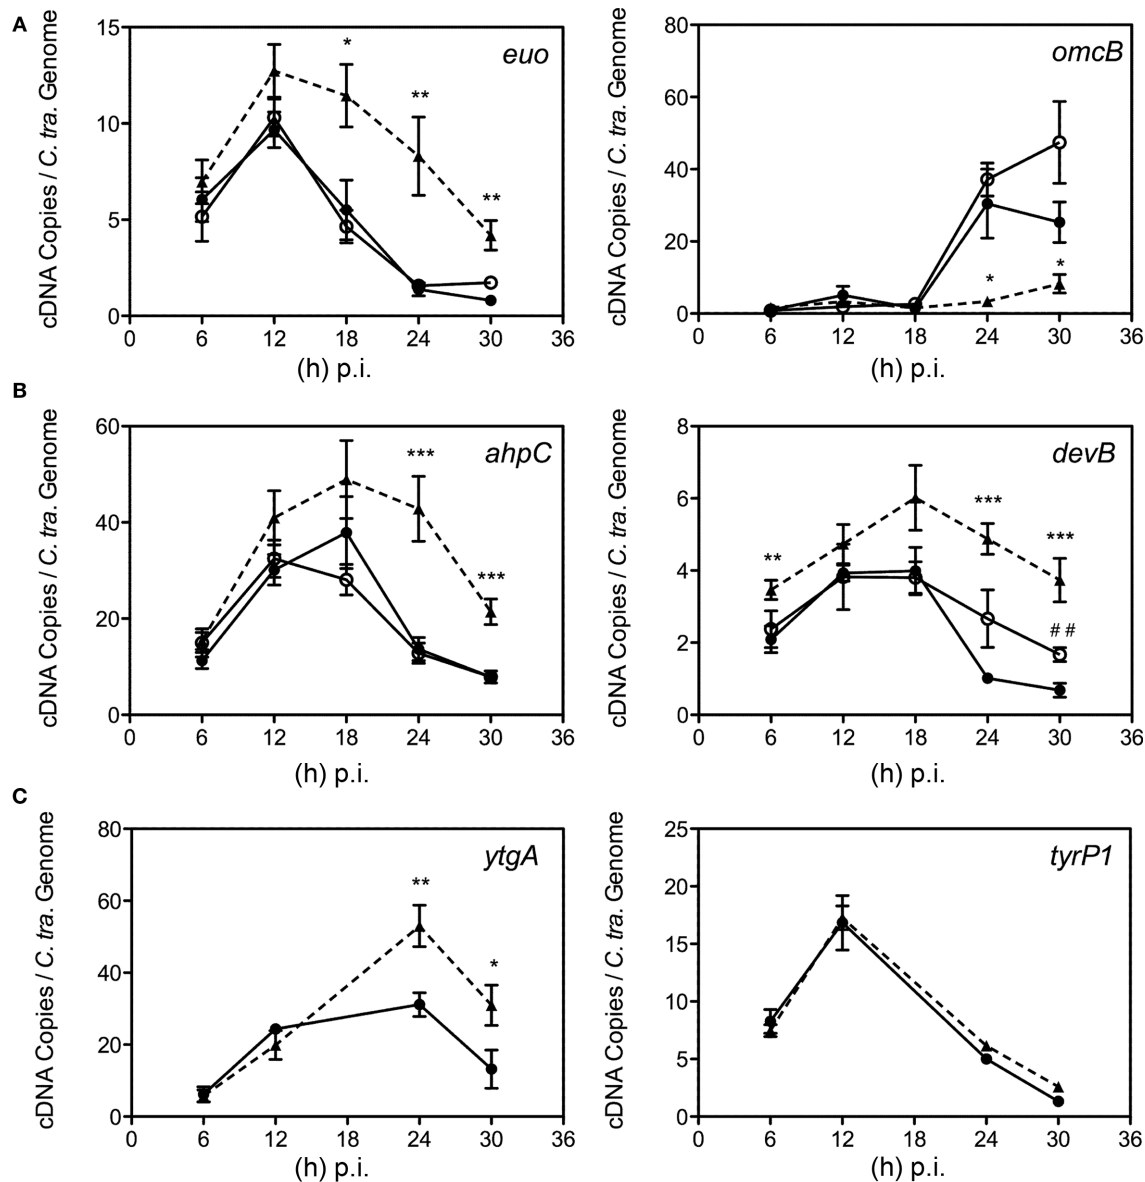 A
euo
omcB
cDNA Copies / C. tra. Genome
15
10
5
0
* ** **
0 6 12 18 24 30 36
(h) p.i.
cDNA Copies / C. tra. Genome
80
60
40
20
0
* *
0 6 12 18 24 30 36
(h) p.i.
B
ahpC
devB
cDNA Copies / C. tra. Genome
60
40
20
0
*** ***
0 6 12 18 24 30 36
(h) p.i.
cDNA Copies / C. tra. Genome
8
6
4
2
0
** *** ***
# #
0 6 12 18 24 30 36
(h) p.i.
C
ytgA
tyrP1
cDNA Copies / C. tra. Genome
80
60
40
20
0
** *
0 6 12 18 24 30 36
(h) p.i.
cDNA Copies / C. tra. Genome
25
20
15
10
5
0
0 6 12 18 24 30 36
(h) p.i.